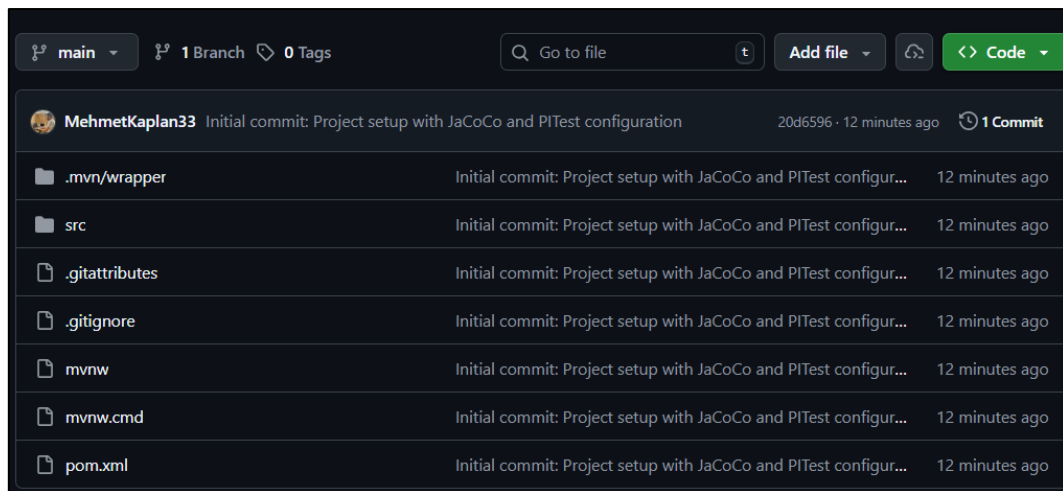 main 1 Branch 0 Tags Go to file t Add file <> Code
MehmetKaplan33 Initial commit: Project setup with JaCoCo and PITest configuration 20d6596 · 12 minutes ago 1 Commit
.mvn/wrapper Initial commit: Project setup with JaCoCo and PITest configur... 12 minutes ago
src Initial commit: Project setup with JaCoCo and PITest configur... 12 minutes ago
.gitattributes Initial commit: Project setup with JaCoCo and PITest configur... 12 minutes ago
.gitignore Initial commit: Project setup with JaCoCo and PITest configur... 12 minutes ago
mvnw Initial commit: Project setup with JaCoCo and PITest configur... 12 minutes ago
mvnw.cmd Initial commit: Project setup with JaCoCo and PITest configur... 12 minutes ago
pom.xml Initial commit: Project setup with JaCoCo and PITest configur... 12 minutes ago